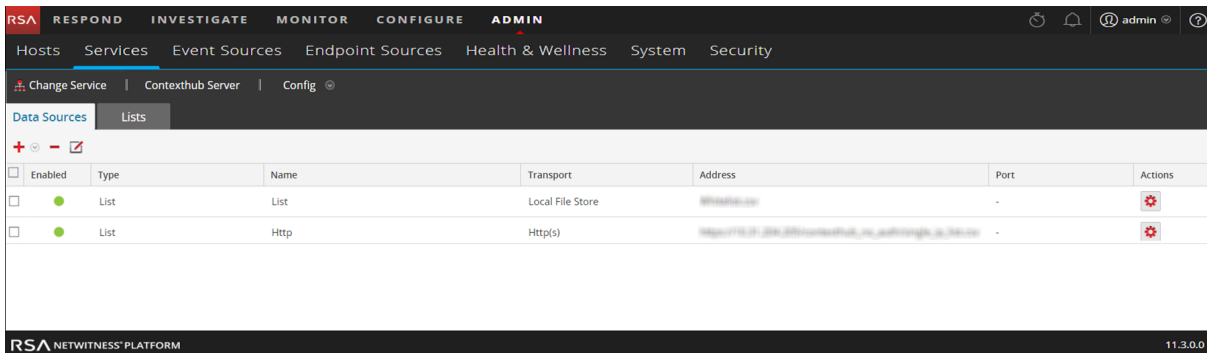 RSA RESPOND INVESTIGATE MONITOR CONFIGURE ADMIN admin
Hosts Services Event Sources Endpoint Sources Health & Wellness System Security
Change Service | Contexthub Server | Config
Data Sources Lists
Enabled Type Name Transport Address Port Actions
List List Local File Store -
List Http Http(s) -
RSA NETWITNESS® PLATFORM 11.3.0.0